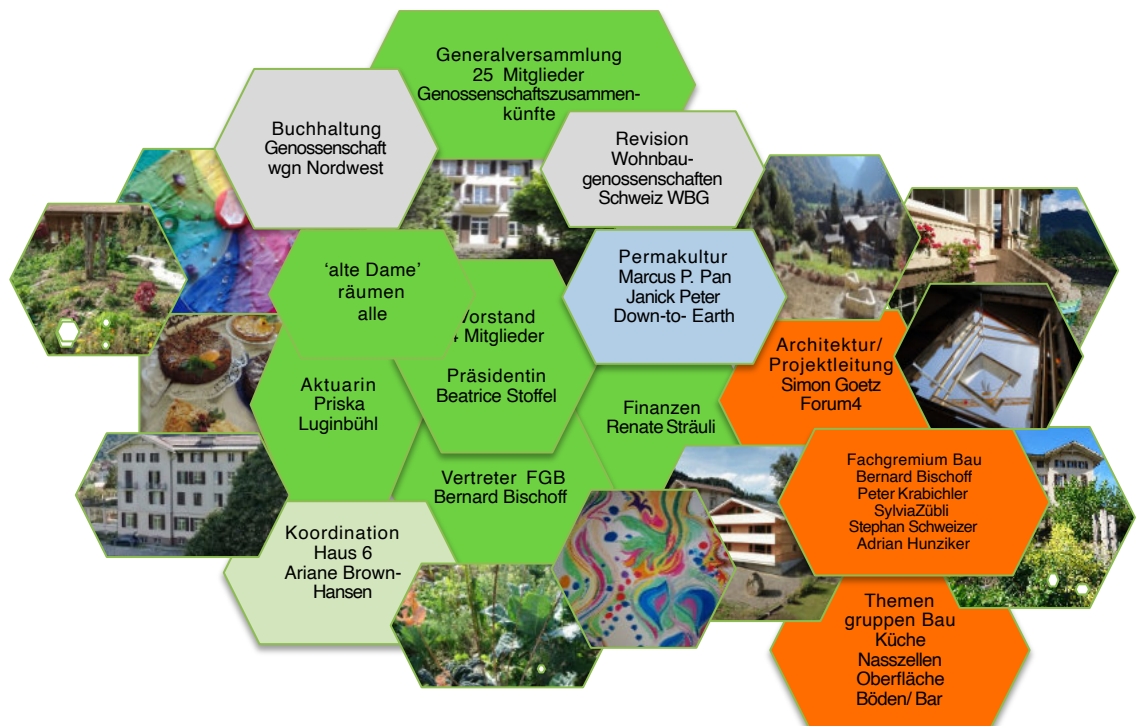 Generalversammlung
25 Mitglieder
Genossenschaftszusammen-
künfte
Buchhaltung
Genossenschaft
wgn Nordwest
Revision
Wohnbau-
genossenschaften
Schweiz WBG
'alte Dame'
räumen
alle
Permakultur
Marcus P. Pan
Janick Peter
Down-to- Earth
Vorstand
4 Mitglieder
Präsidentin
Beatrice Stoffel
Architektur/
Projektleitung
Simon Goetz
Forum4
Aktuarin
Priska
Luginbühl
Finanzen
Renate Sträuli
Vertreter FGB
Bernard Bischoff
Fachgremium Bau
Bernard Bischoff
Peter Krabichler
SylviaZübli
Stephan Schweizer
Adrian Hunziker
Koordination
Haus 6
Ariane Brown-
Hansen
Themen
gruppen Bau
Küche
Nasszellen
Oberfläche
Böden/ Bar